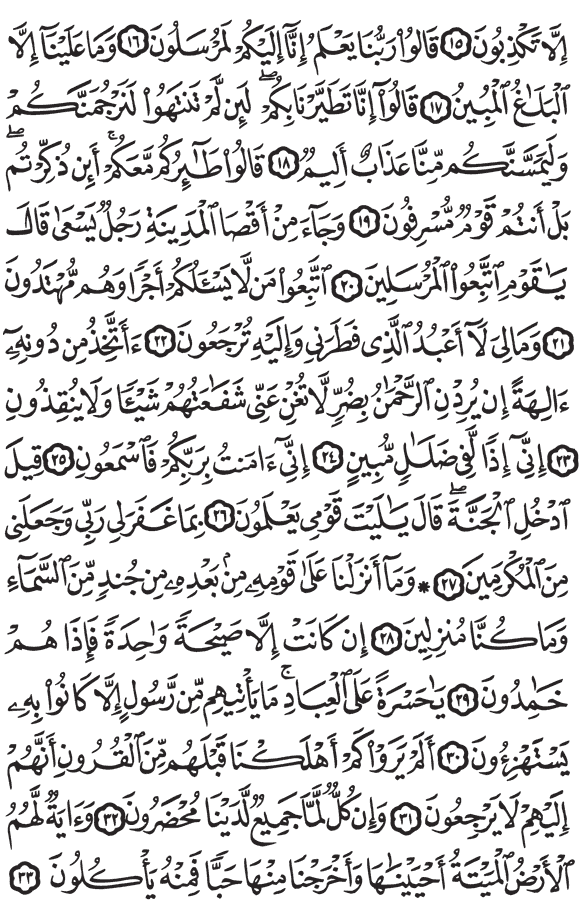 إِلَّا تَكْذِبُونَ ١٥ قَالُوا۟ رَبُّنَا يَعْلَمُ إِنَّآ إِلَيْكُمْ لَمُرْسَلُونَ ١٦ وَمَا عَلَيْنَآ إِلَّا
ٱلْبَلَـٰغُ ٱلْمُبِينُ ١٧ قَالُوٓا۟ إِنَّا تَطَيَّرْنَا بِكُمْ ۖ لَئِن لَّمْ تَنتَهُوا۟ لَنَرْجُمَنَّكُمْ
وَلَيَمَسَّنَّكُم مِّنَّا عَذَابٌ أَلِيمٌ ١٨ قَالُوا۟ طَـٰٓئِرُكُم مَّعَكُمْ ۚ أَئِن ذُكِّرْتُم ۚ
بَلْ أَنتُمْ قَوْمٌ مُّسْرِفُونَ ١٩ وَجَآءَ مِنْ أَقْصَا ٱلْمَدِينَةِ رَجُلٌ يَسْعَىٰ قَالَ
يَـٰقَوْمِ ٱتَّبِعُوا۟ ٱلْمُرْسَلِينَ ٢٠ ٱتَّبِعُوا۟ مَن لَّا يَسْـَٔلُكُمْ أَجْرًا وَهُم مُّهْتَدُونَ
٢١ وَمَا لِىَ لَآ أَعْبُدُ ٱلَّذِى فَطَرَنِى وَإِلَيْهِ تُرْجَعُونَ ٢٢ ءَأَتَّخِذُ مِن دُونِهِۦٓ
ءَالِهَةً إِن يُرِدْنِ ٱلرَّحْمَـٰنُ بِضُرٍّ لَّا تُغْنِ عَنِّى شَفَـٰعَتُهُمْ شَيْـًٔا وَلَا يُنقِذُونِ
٢٣ إِنِّىٓ إِذًا لَّفِى ضَلَـٰلٍ مُّبِينٍ ٢٤ إِنِّىٓ ءَامَنتُ بِرَبِّكُمْ فَٱسْمَعُونِ ٢٥ قِيلَ
ٱدْخُلِ ٱلْجَنَّةَ ۖ قَالَ يَـٰلَيْتَ قَوْمِى يَعْلَمُونَ ٢٦ بِمَا غَفَرَ لِى رَبِّى وَجَعَلَنِى
مِنَ ٱلْمُكْرَمِينَ ٢٧ * وَمَآ أَنزَلْنَا عَلَىٰ قَوْمِهِۦ مِنۢ بَعْدِهِۦ مِن جُندٍ مِّنَ ٱلسَّمَآءِ
وَمَا كُنَّا مُنزِلِينَ ٢٨ إِن كَانَتْ إِلَّا صَيْحَةً وَٰحِدَةً فَإِذَا هُمْ
خَـٰمِدُونَ ٢٩ يَـٰحَسْرَةً عَلَى ٱلْعِبَادِ ۚ مَا يَأْتِيهِم مِّن رَّسُولٍ إِلَّا كَانُوا۟ بِهِۦ
يَسْتَهْزِءُونَ ٣٠ أَلَمْ يَرَوْا۟ كَمْ أَهْلَكْنَا قَبْلَهُم مِّنَ ٱلْقُرُونِ أَنَّهُمْ
إِلَيْهِمْ لَا يَرْجِعُونَ ٣١ وَإِن كُلٌّ لَّمَّا جَمِيعٌ لَّدَيْنَا مُحْضَرُونَ ٣٢ وَءَايَةٌ لَّهُمُ
ٱلْأَرْضُ ٱلْمَيْتَةُ أَحْيَيْنَـٰهَا وَأَخْرَجْنَا مِنْهَا حَبًّا فَمِنْهُ يَأْكُلُونَ ٣٣